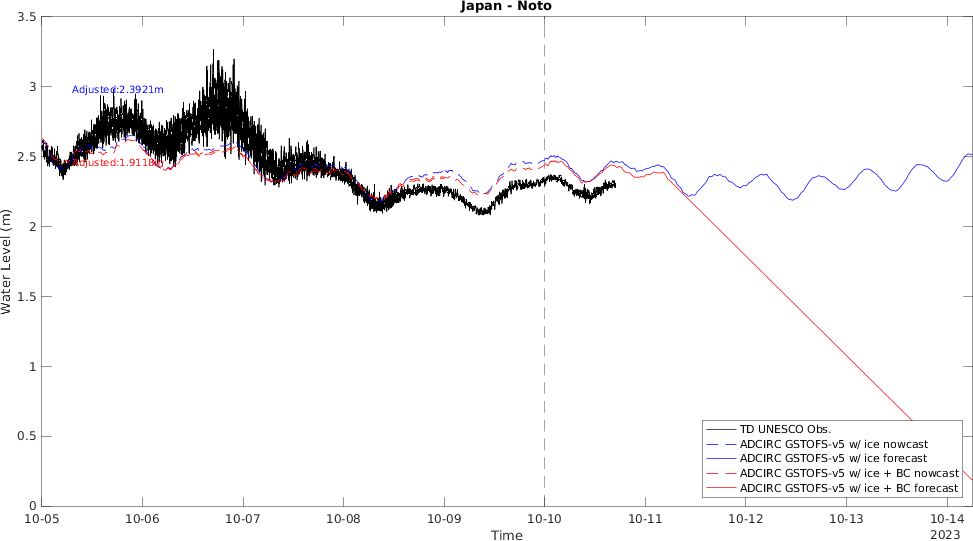 Japan - Noto
3.5
3
2.5
2
1.5
1
0.5
0
Water Level (m)
Adjusted:2.3921m
Adjusted:1.9118m
TD UNESCO Obs.
ADCIRC GSTOFS-v5 w/ ice nowcast
ADCIRC GSTOFS-v5 w/ ice forecast
ADCIRC GSTOFS-v5 w/ ice + BC nowcast
ADCIRC GSTOFS-v5 w/ ice + BC forecast
10-05 10-06 10-07 10-08 10-09 10-10 10-11 10-12 10-13 10-14
Time
2023